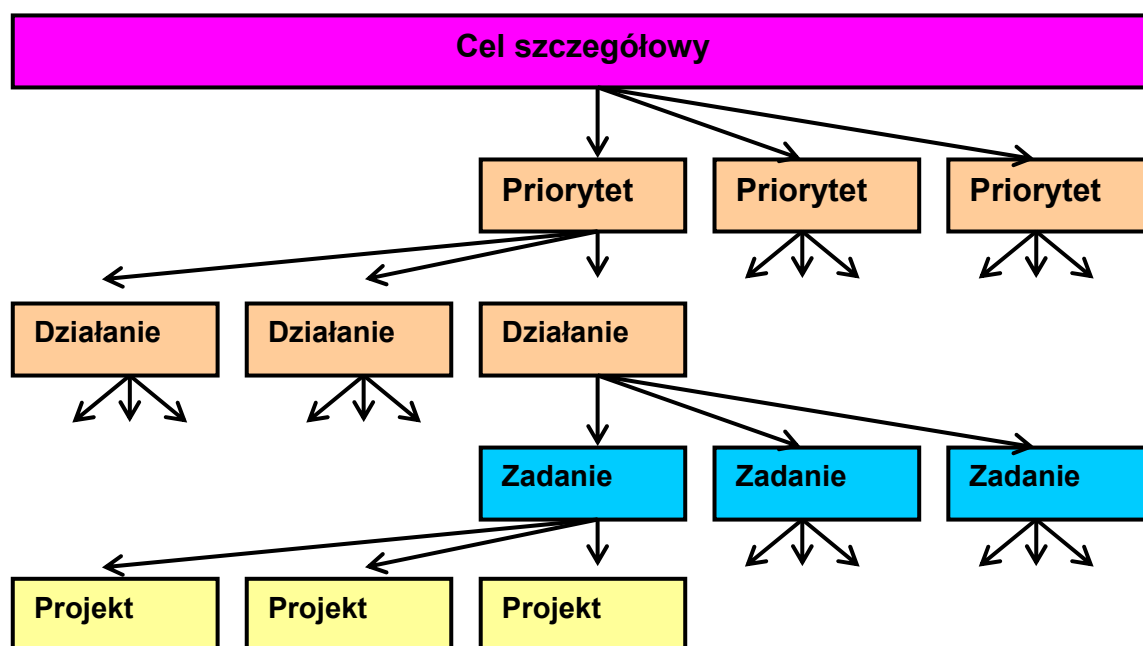 Cel szczegółowy
Priorytet Priorytet Priorytet
Działanie Działanie Działanie
Zadanie Zadanie Zadanie
Projekt Projekt Projekt